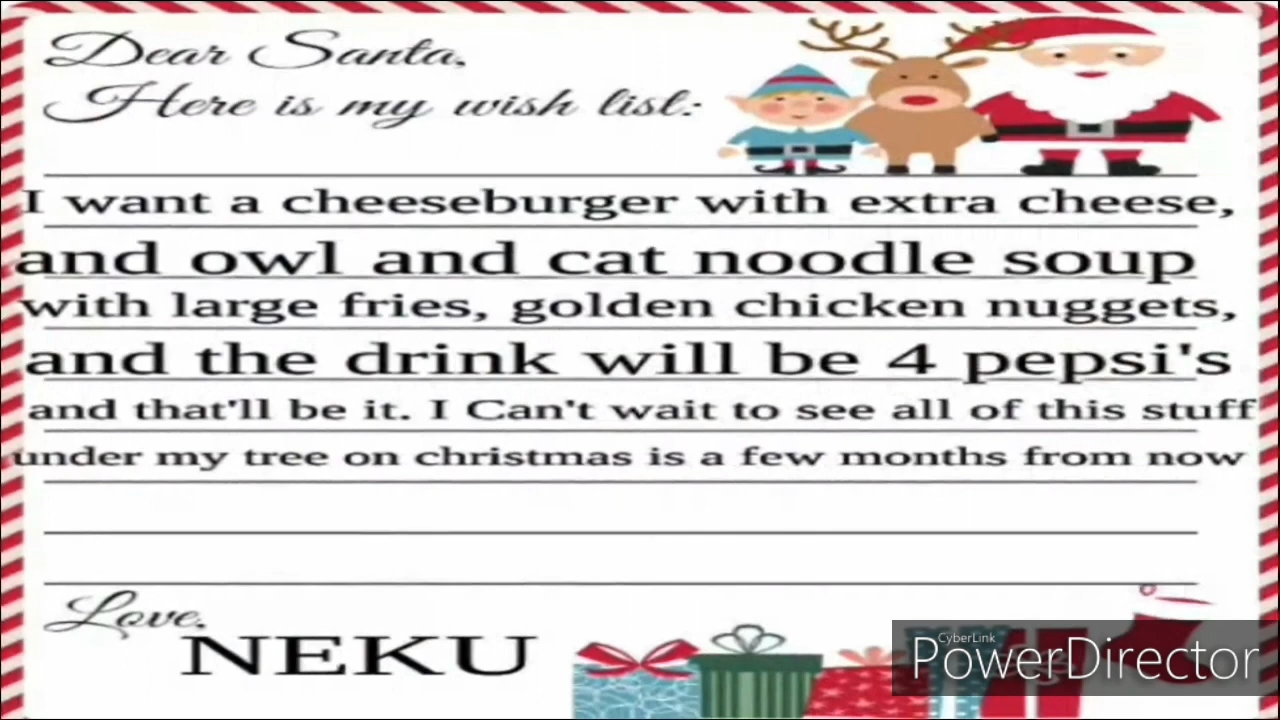 Dear Santa,
Here is my wish list:
I want a cheeseburger with extra cheese,
and owl and cat noodle soup
with large fries, golden chicken nuggets,
and the drink will be 4 pepsi's
and that'll be it. I Can't wait to see all of this stuff
under my tree on christmas is a few months from now
Love,
NEKU
CyberLink
PowerDirector